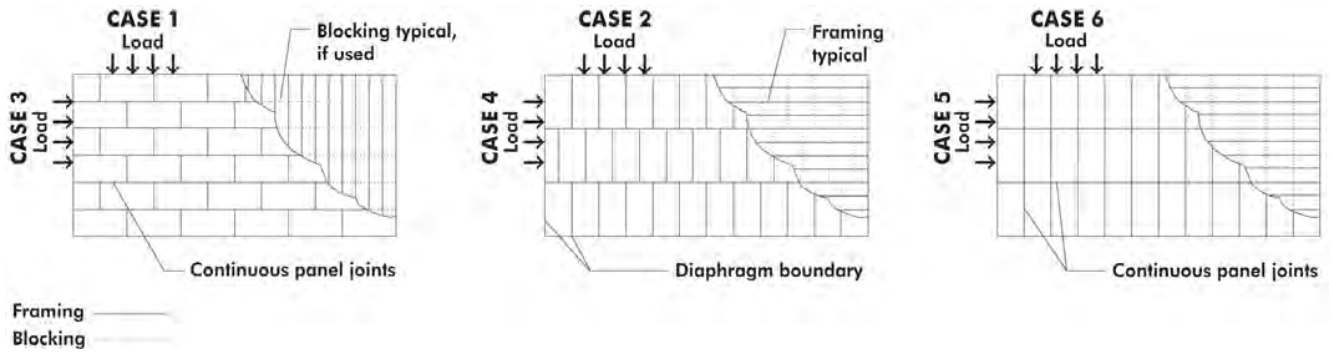 CASE 1
Load
Blocking typical,
if used
CASE 3
Load
Continuous panel joints
CASE 2
Load
Framing
typical
CASE 4
Load
Diaphragm boundary
CASE 6
Load
CASE 5
Load
Continuous panel joints
Framing
Blocking